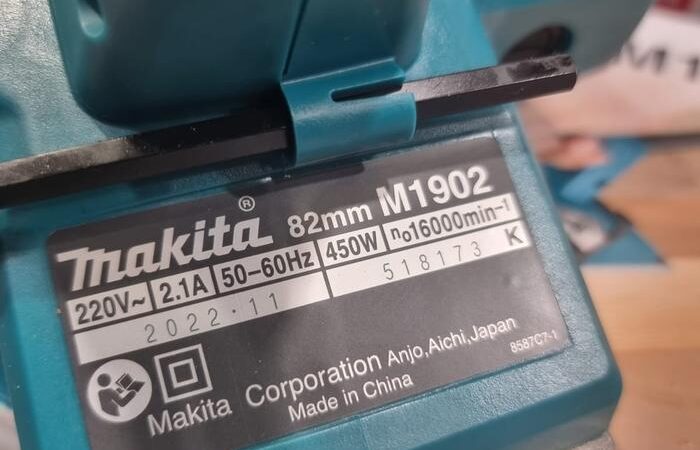 makita® 82mm M1902
220V~ 2.1A 50-60Hz 450W n₀16000min⁻¹
2022·11 518173 K
Makita Corporation Anjo,Aichi,Japan
Made in China 8587C7-1